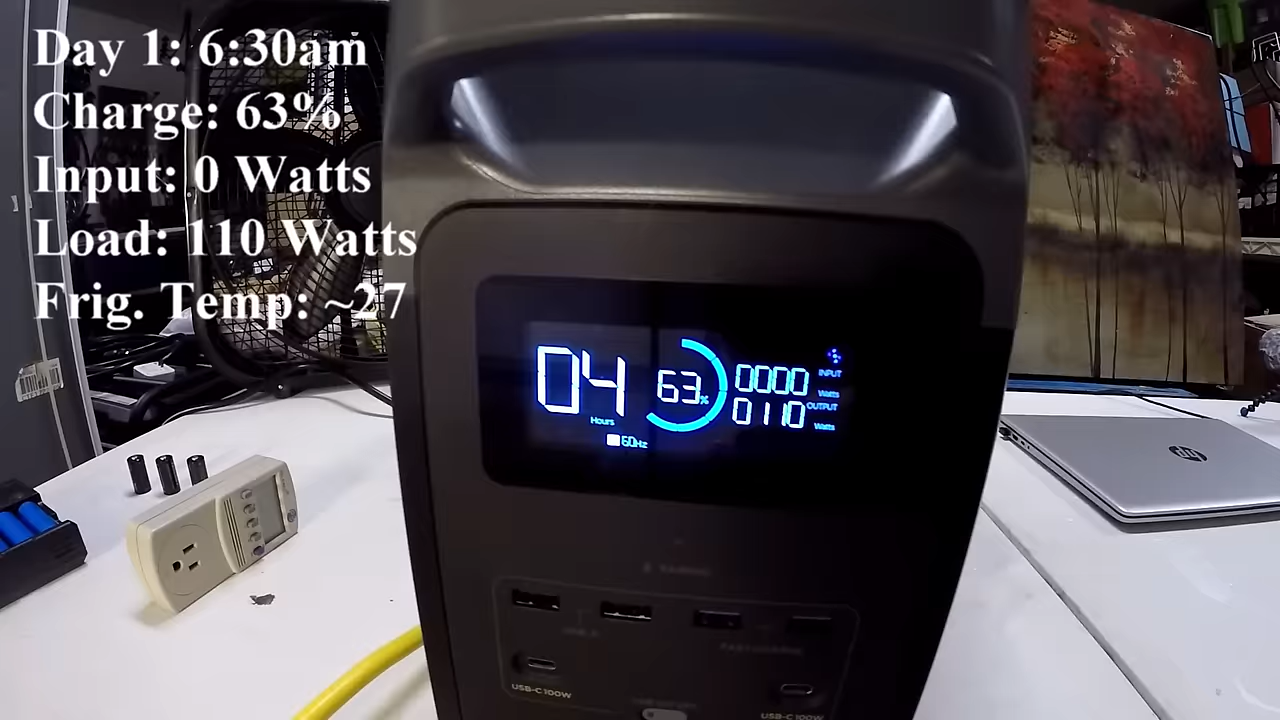 Day 1: 6:30am
Charge: 63%
Input: 0 Watts
Load: 110 Watts
Frig. Temp: ~27
04
Hours
60Hz
63%
0000
INPUT
Watts
0110
OUTPUT
Watts
USB-C 100W
USB-C 100W
hp